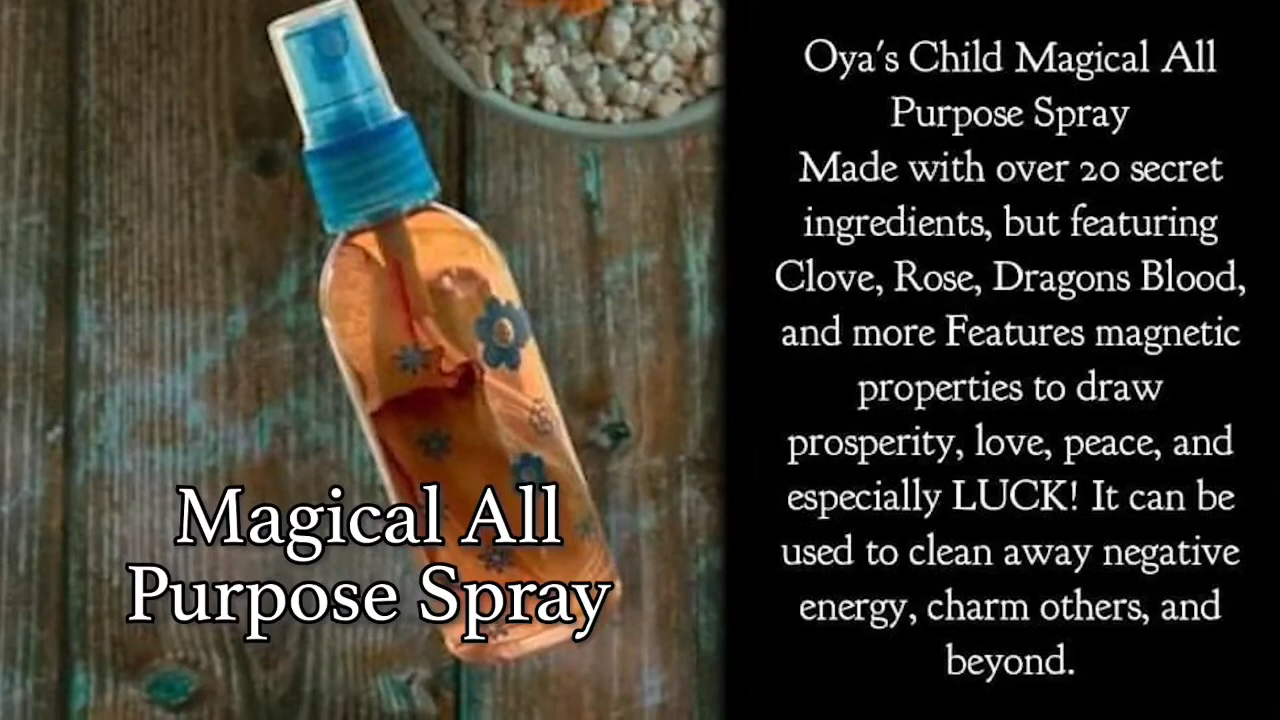 Magical All
Purpose Spray
Oya's Child Magical All
Purpose Spray
Made with over 20 secret
ingredients, but featuring
Clove, Rose, Dragons Blood,
and more Features magnetic
properties to draw
prosperity, love, peace, and
especially LUCK! It can be
used to clean away negative
energy, charm others, and
beyond.